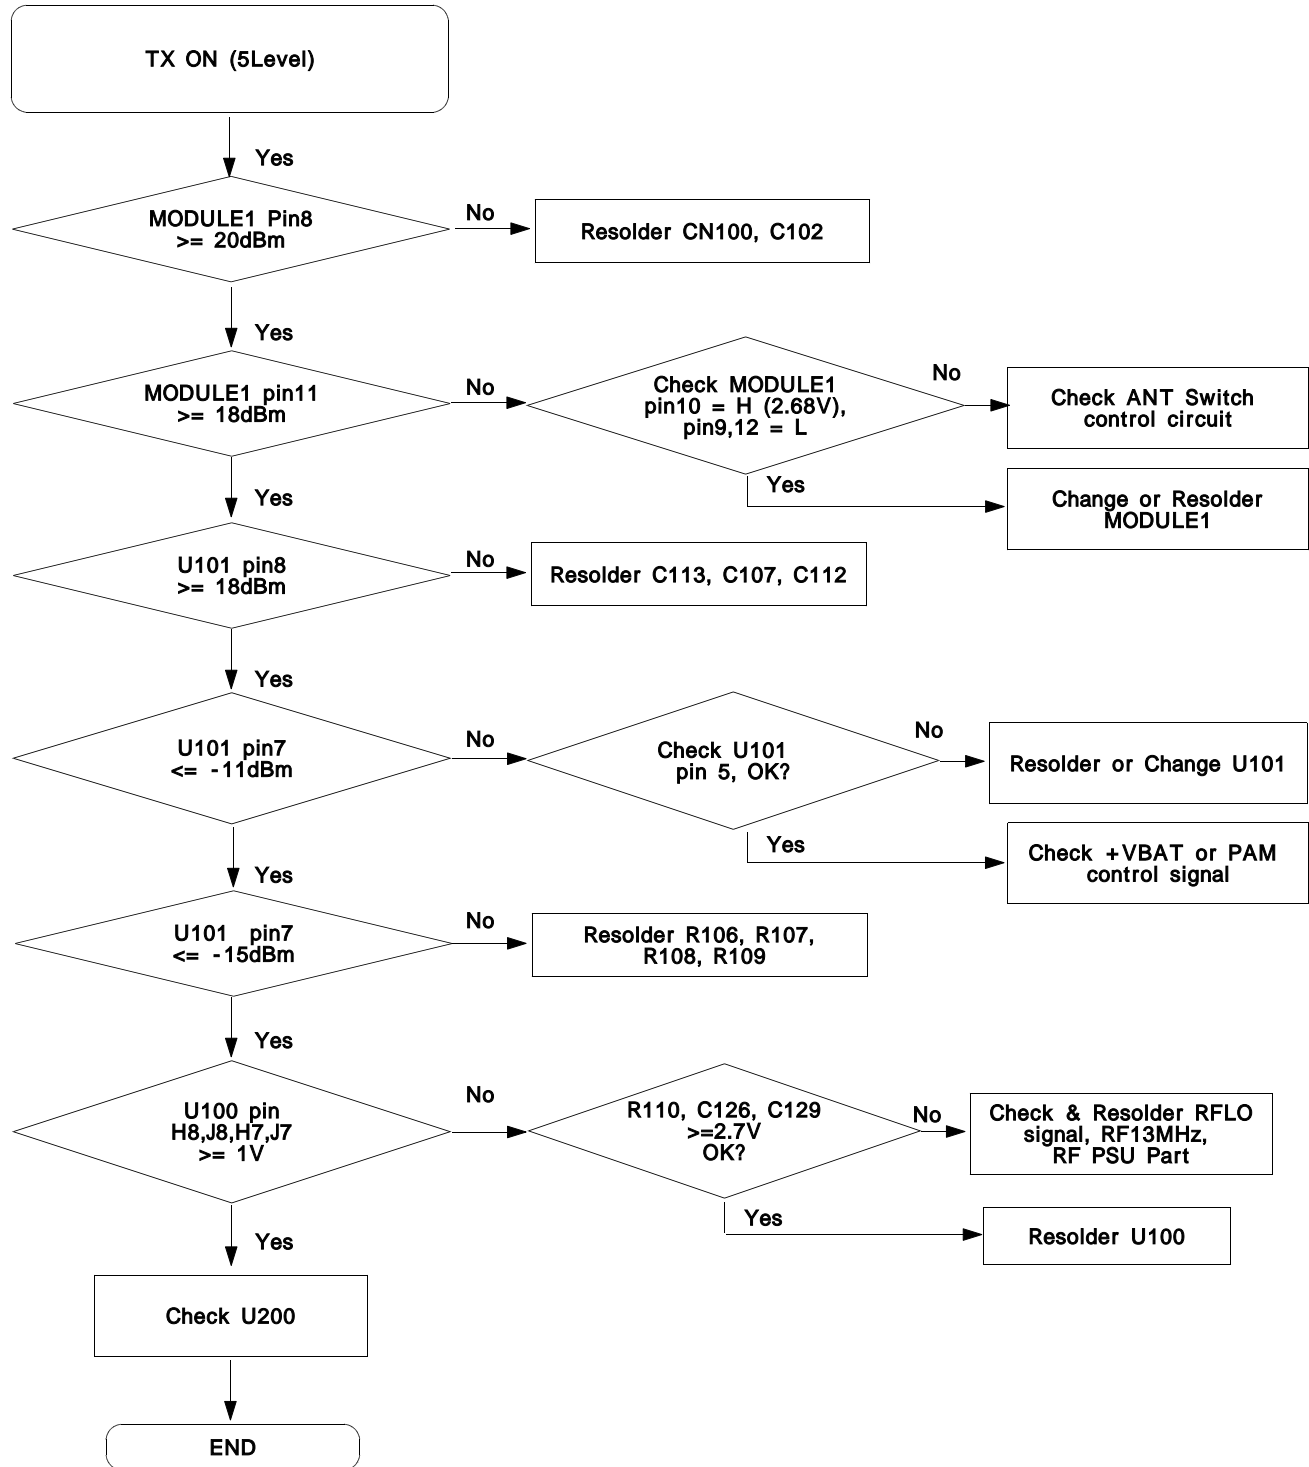 TX ON (5Level)
Yes
MODULE1 Pin8
>= 20dBm
No
Resolder CN100, C102
Yes
MODULE1 pin11
>= 18dBm
No
Check MODULE1
pin10 = H (2.68V),
pin9,12 = L
No
Check ANT Switch
control circuit
Yes
Change or Resolder
MODULE1
Yes
U101 pin8
>= 18dBm
No
Resolder C113, C107, C112
Yes
U101 pin7
<= -11dBm
No
Check U101
pin 5, OK?
No
Resolder or Change U101
Yes
Check +VBAT or PAM
control signal
Yes
U101 pin7
<= -15dBm
No
Resolder R106, R107,
R108, R109
Yes
U100 pin
H8,J8,H7,J7
>= 1V
No
R110, C126, C129
>=2.7V
OK?
No
Check & Resolder RFLO
signal, RF13MHz,
RF PSU Part
Yes
Resolder U100
Yes
Check U200
END